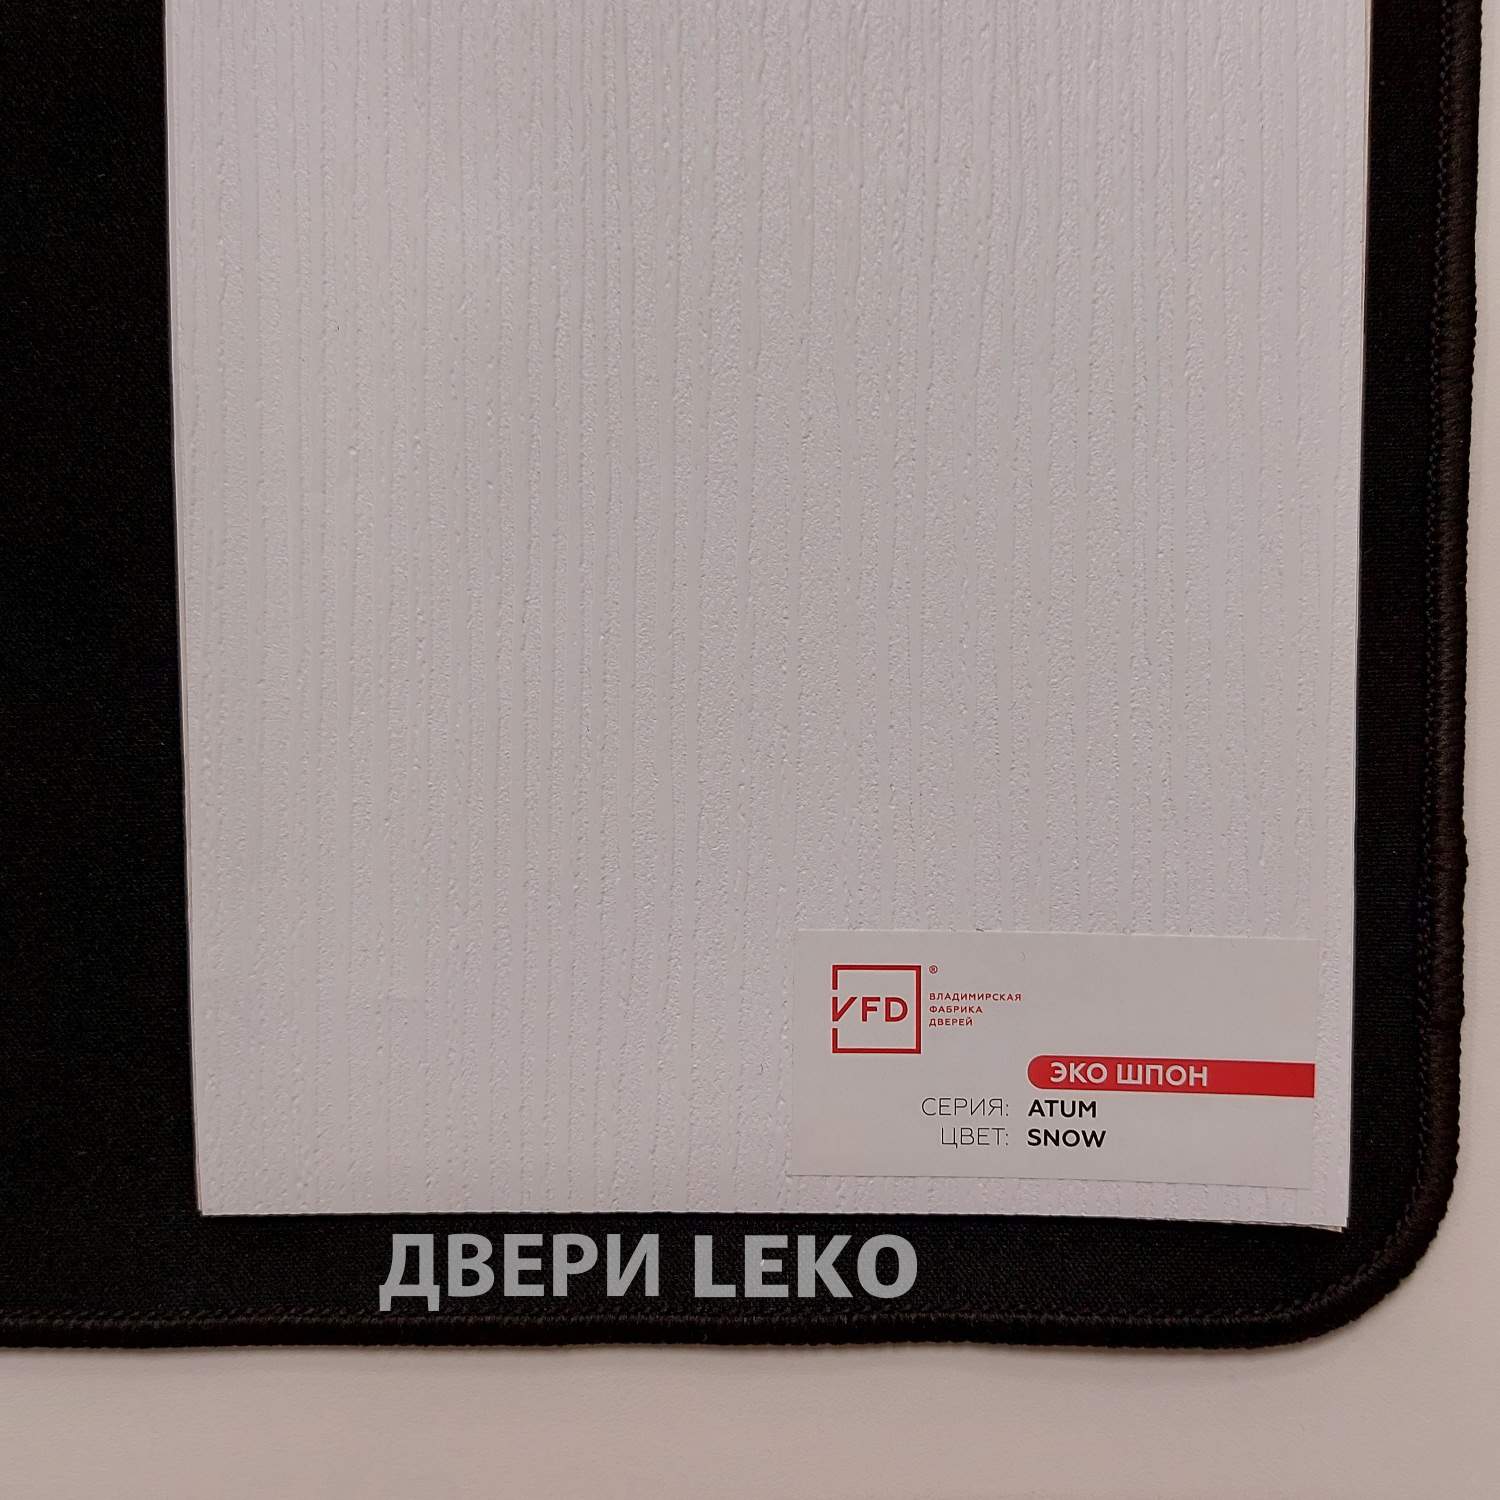 VFD ®
ВЛАДИМИРСКАЯ
ФАБРИКА
ДВЕРЕЙ
ЭКО ШПОН
СЕРИЯ: ATUM
ЦВЕТ: SNOW
ДВЕРИ LEKO